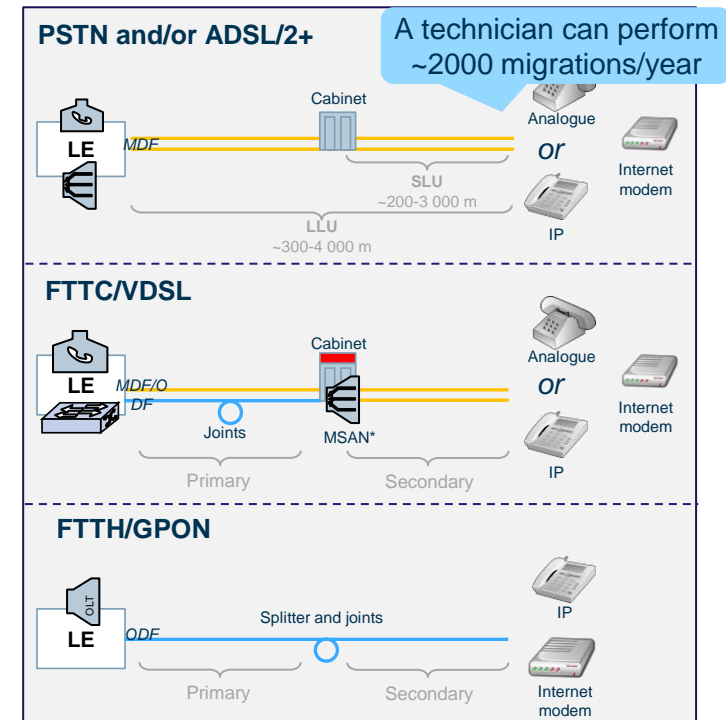 PSTN and/or ADSL/2+
A technician can perform
~2000 migrations/year
Cabinet
Analogue
LE
MDF
or
Internet
modem
SLU
~200-3 000 m
LLU
~300-4 000 m
IP
FTTC/VDSL
Cabinet
Analogue
LE
MDF/O
DF
or
Internet
modem
Joints
MSAN*
IP
Primary
Secondary
FTTH/GPON
OLT
IP
LE
ODF
Splitter and joints
Primary
Secondary
Internet
modem